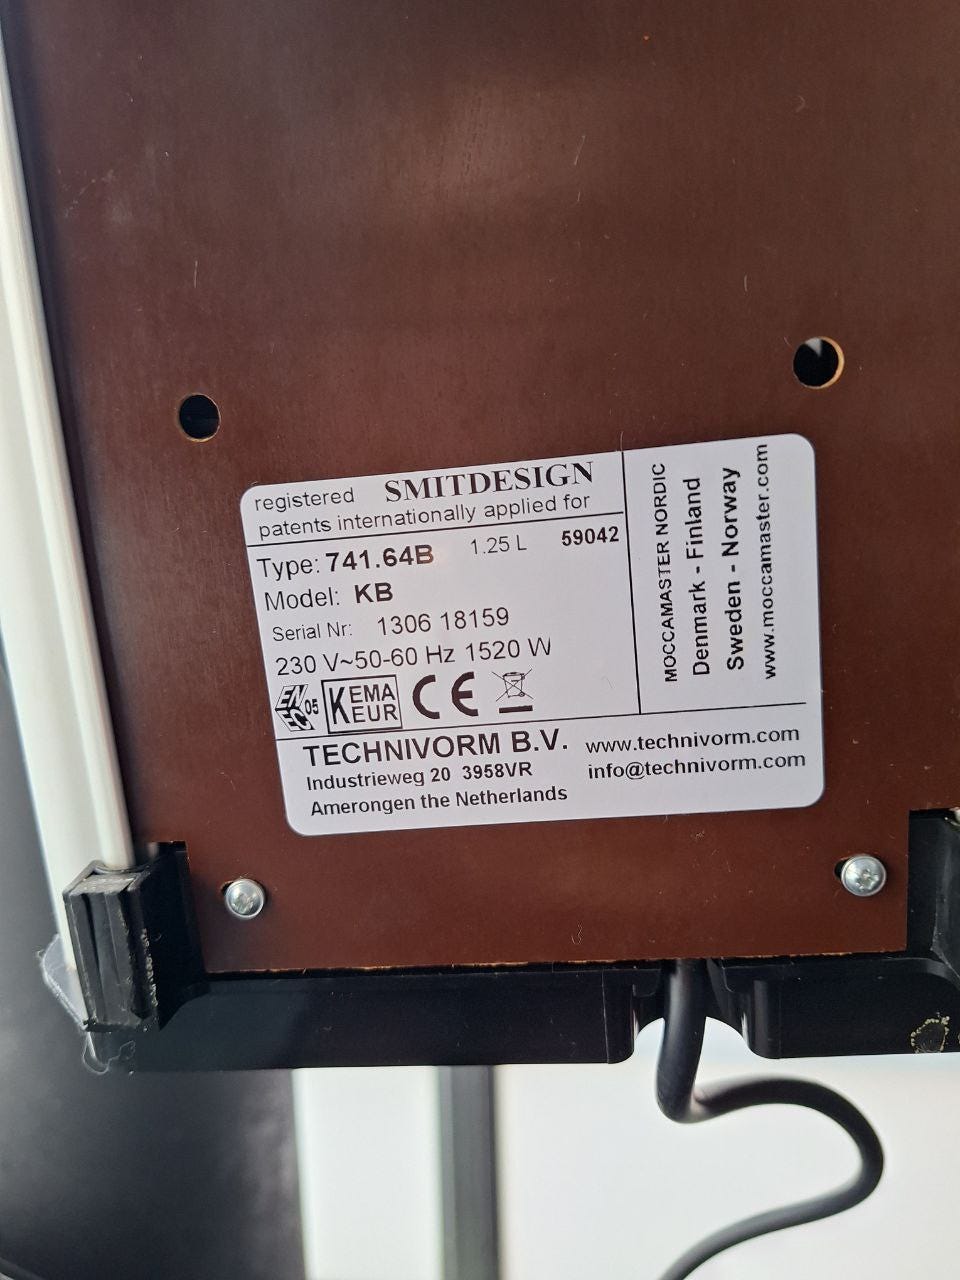 registered SMITDESIGN
patents internationally applied for
Type: 741.64B 1.25 L 59042
Model: KB
Serial Nr: 1306 18159
230 V~50-60 Hz 1520 W
ENEC 05 KEMA KEUR CE
MOCCAMASTER NORDIC
Denmark - Finland
Sweden - Norway
www.moccamaster.com
TECHNIVORM B.V. www.technivorm.com
Industrieweg 20 3958VR info@technivorm.com
Amerongen the Netherlands